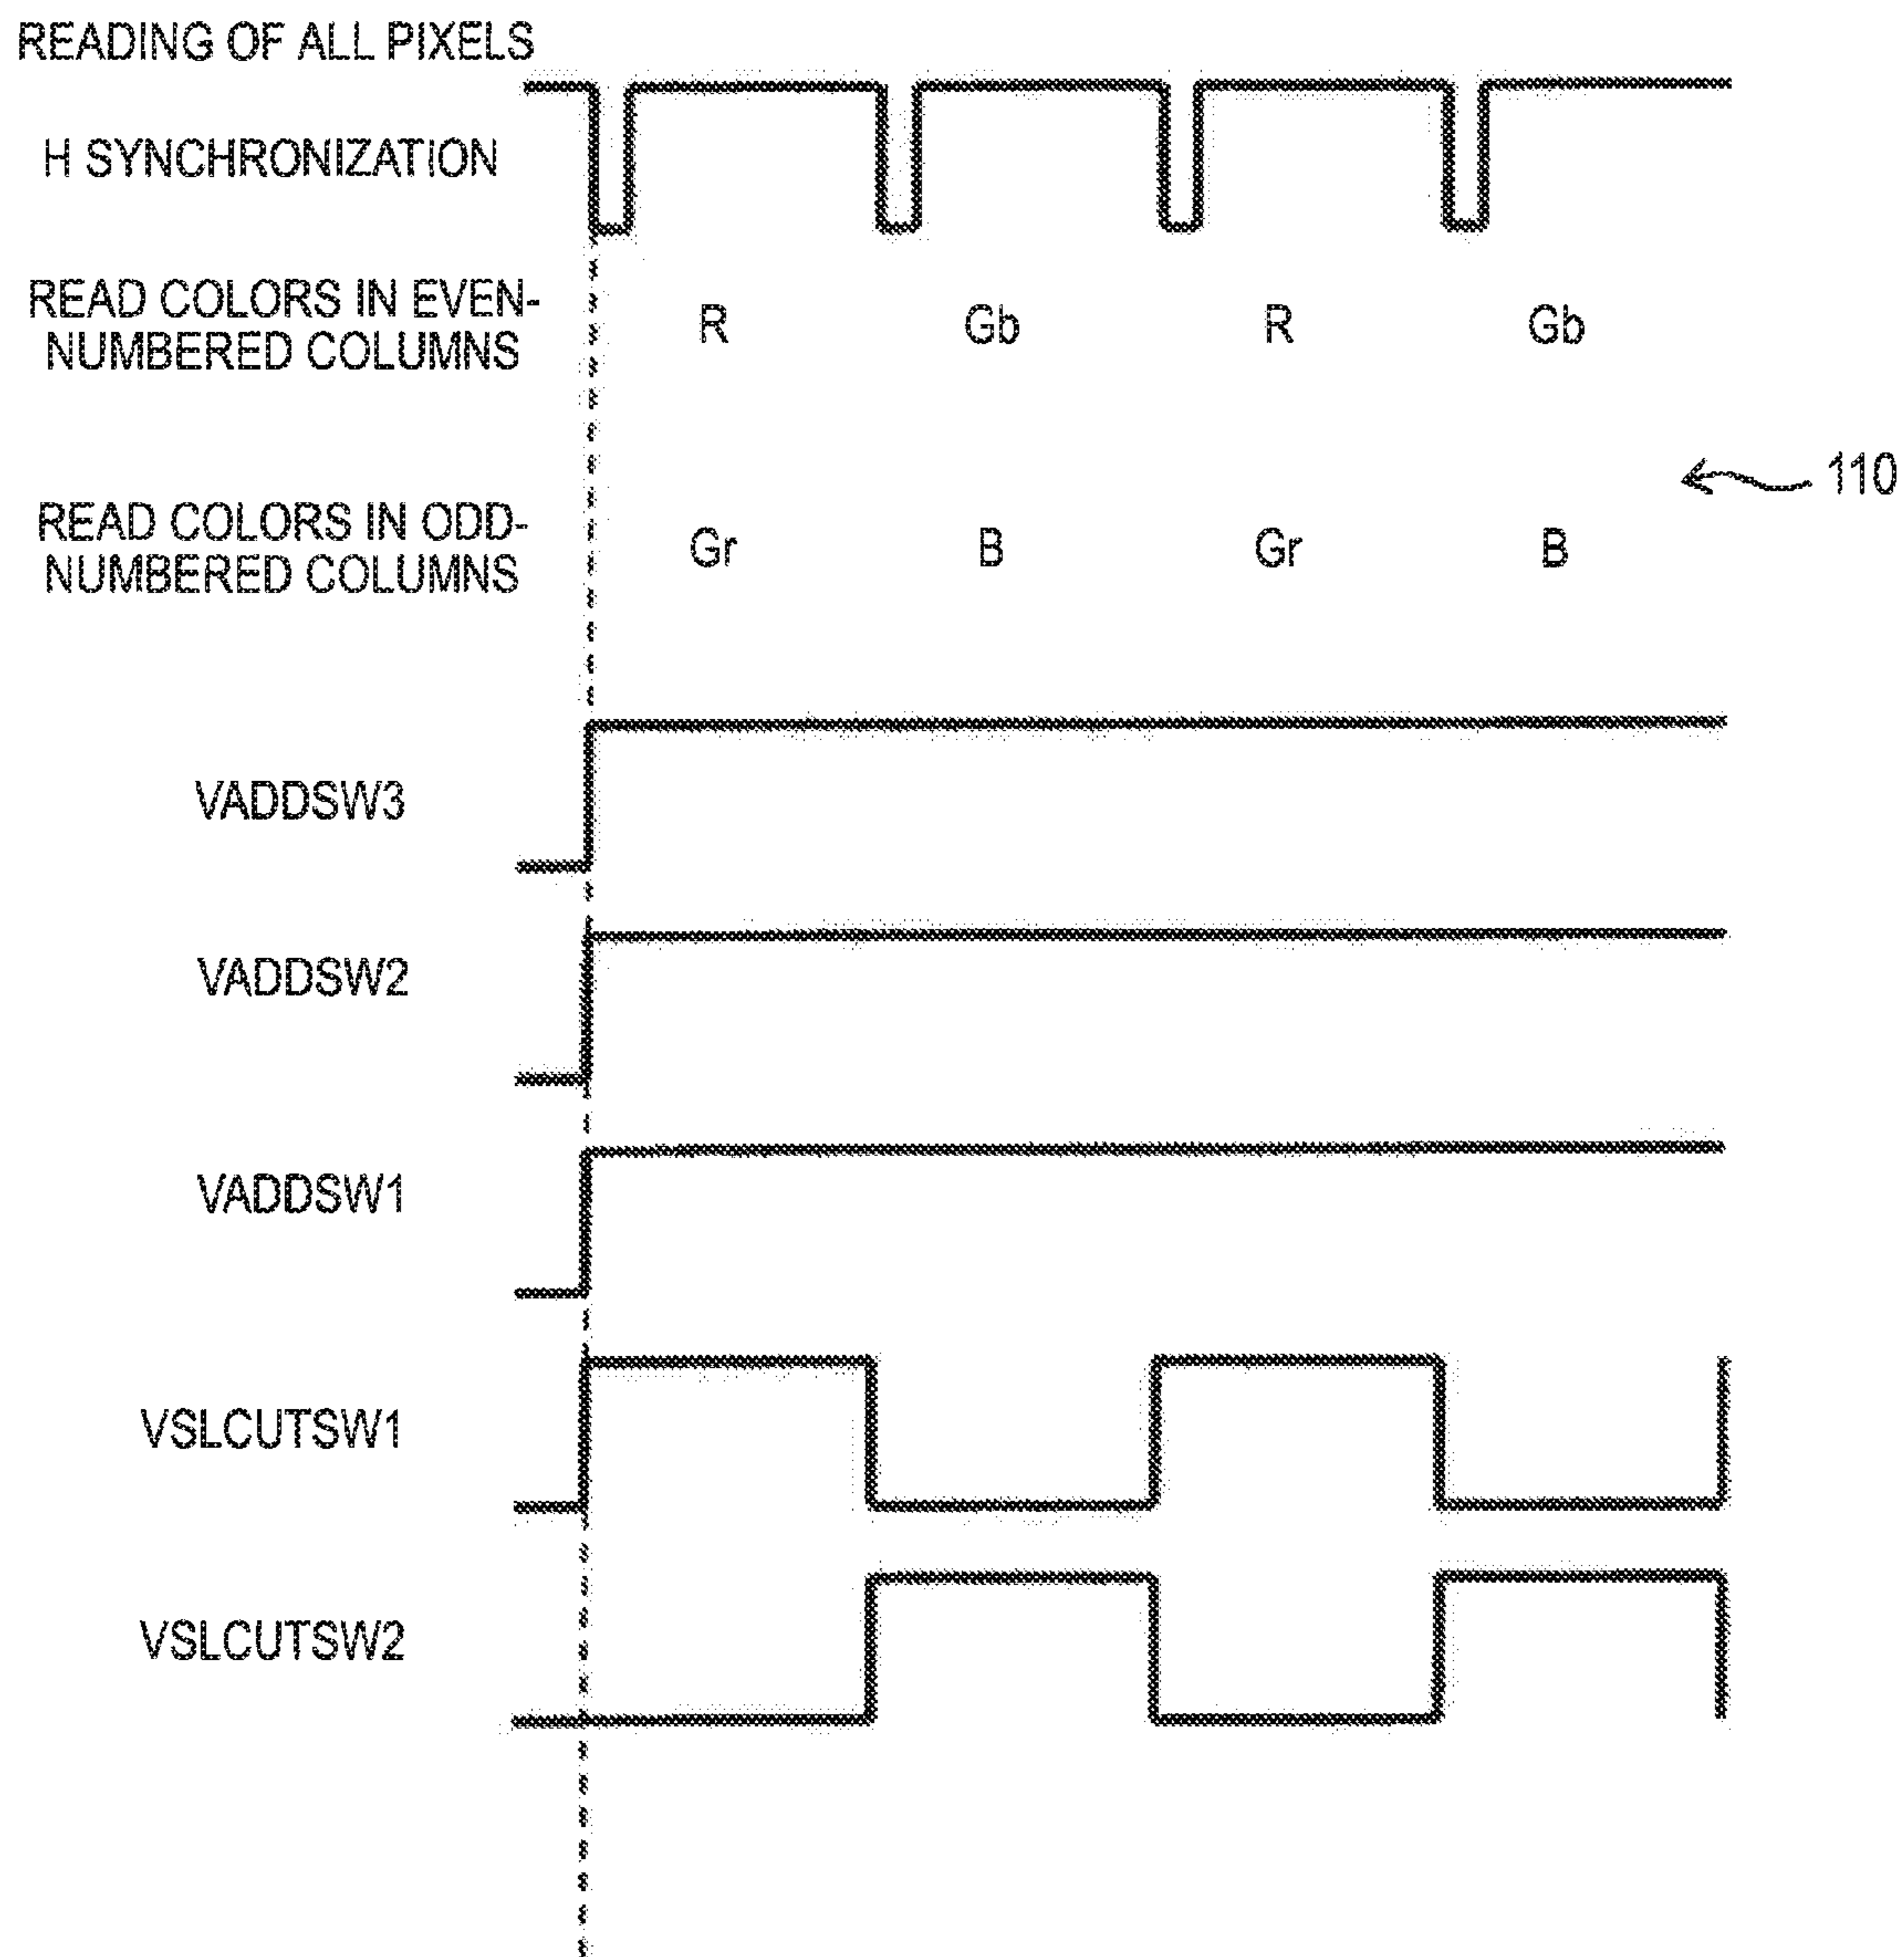 READING OF ALL PIXELS
H SYNCHRONIZATION
READ COLORS IN EVEN-
NUMBERED COLUMNS
R Gb R Gb
110
READ COLORS IN ODD-
NUMBERED COLUMNS
Gr B Gr B
VADDSW3
VADDSW2
VADDSW1
VSLCUTSW1
VSLCUTSW2